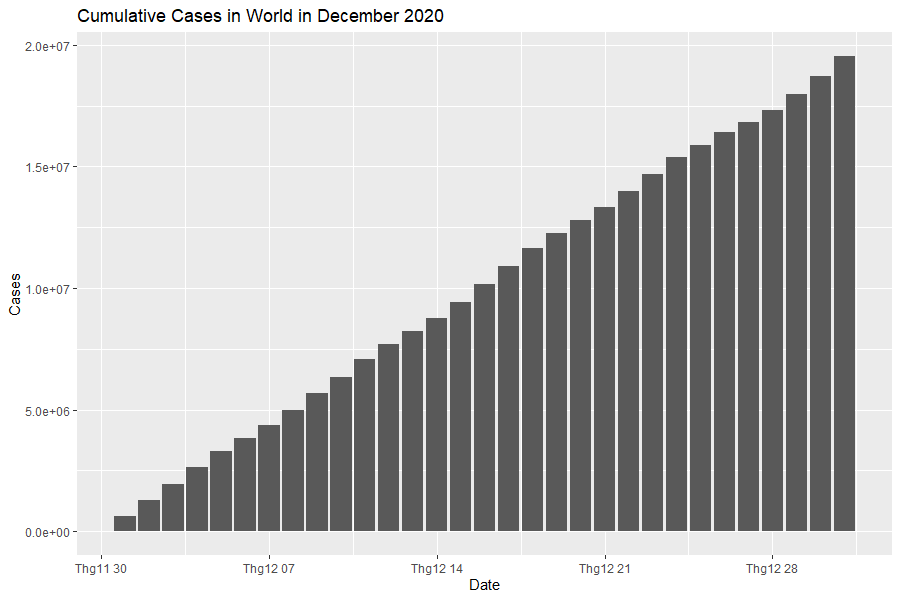 Cumulative Cases in World in December 2020
2.0e+07
1.5e+07
1.0e+07
5.0e+06
0.0e+00
Cases
Thg11 30 Thg12 07 Thg12 14 Thg12 21 Thg12 28
Date